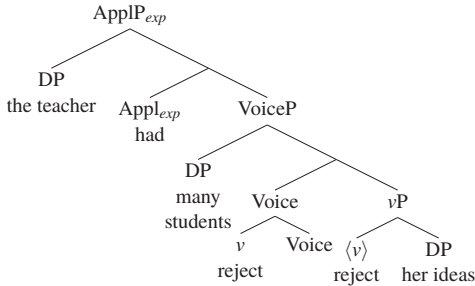 ApplP_exp
DP
the teacher
Appl_exp
had
VoiceP
DP
many
students
Voice
vP
v
reject
Voice
⟨v⟩
reject
DP
her ideas